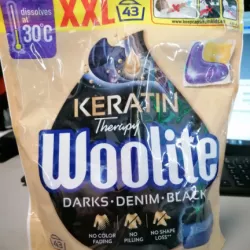 XXL
43
dissolves
at
30°C
KERATIN
Therapy
Woolite
DARKS · DENIM · BLACK
NO COLOR
FADING
NO
PILLING
NO SHAPE
LOSS**